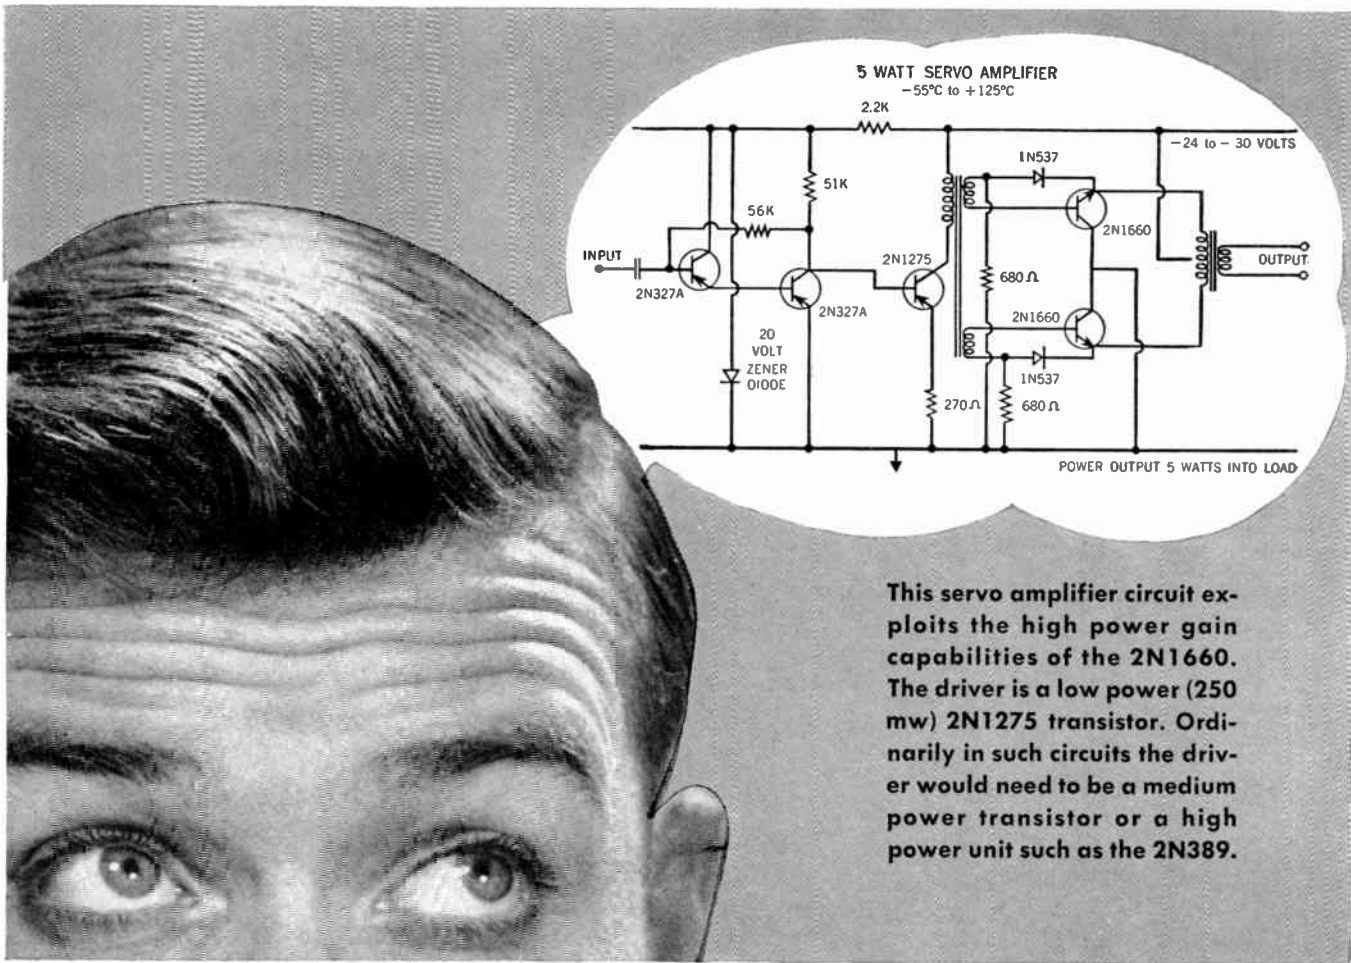 5 WATT SERVO AMPLIFIER
-55°C to +125°C
2.2K
-24 to - 30 VOLTS
1N537
51K
56K
2N1660
INPUT
2N1275
OUTPUT
680Ω
2N327A
2N1660
2N327A
20
VOLT
ZENER
DIODE
1N537
270Ω
680Ω
POWER OUTPUT 5 WATTS INTO LOAD
This servo amplifier circuit ex-
ploits the high power gain
capabilities of the 2N1660.
The driver is a low power (250
mw) 2N1275 transistor. Ordi-
narily in such circuits the driv-
er would need to be a medium
power transistor or a high
power unit such as the 2N389.